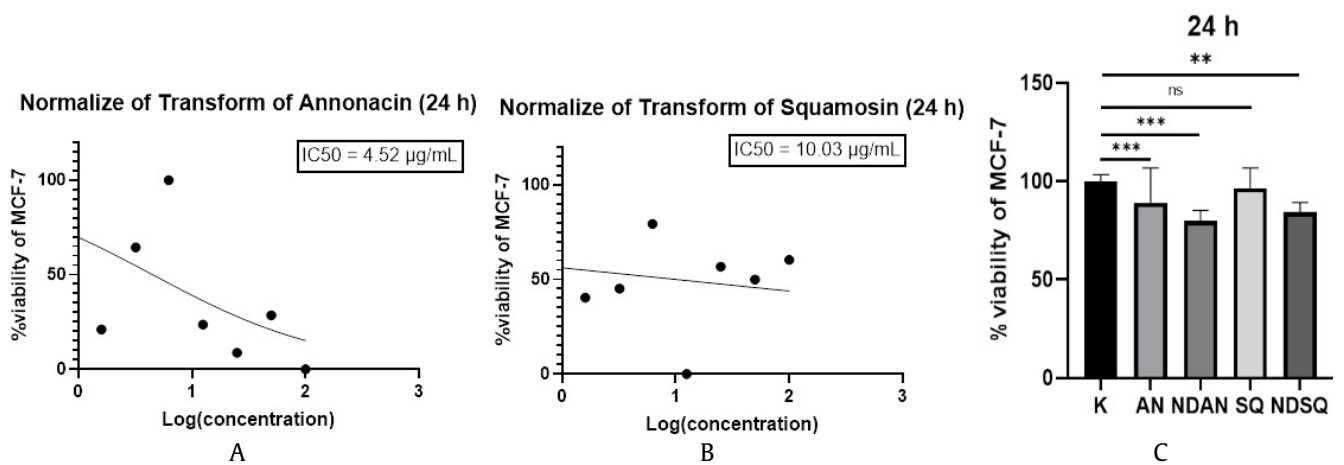 Normalize of Transform of Annonacin (24 h)
IC50 = 4.52 µg/mL
%viability of MCF-7
100
50
0
0 1 2 3
Log(concentration)
A
Normalize of Transform of Squamosin (24 h)
IC50 = 10.03 µg/mL
%viability of MCF-7
100
50
0
0 1 2 3
Log(concentration)
B
24 h
**
ns
***
***
% viability of MCF-7
150
100
50
0
K AN NDAN SQ NDSQ
C